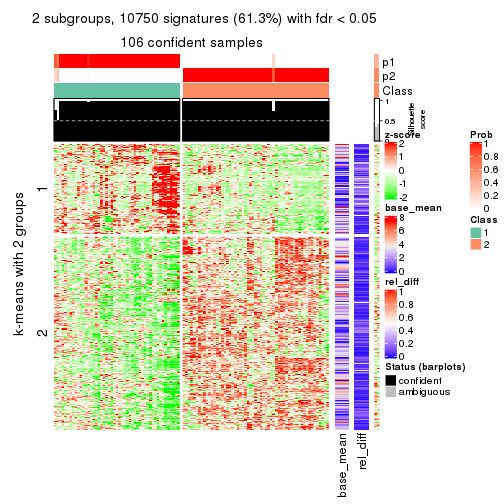 2 subgroups, 10750 signatures (61.3%) with fdr < 0.05
106 confident samples
p1
p2
Class
1
0.5
0
Silhouette
score
k-means with 2 groups
1
2
z-score
2
1
0
-1
-2
base_mean
8
6
4
2
0
rel_diff
1
0.8
0.6
0.4
0.2
0
Status (barplots)
confident
ambiguous
Prob
1
0.8
0.6
0.4
0.2
0
Class
1
2
base_mean
rel_diff